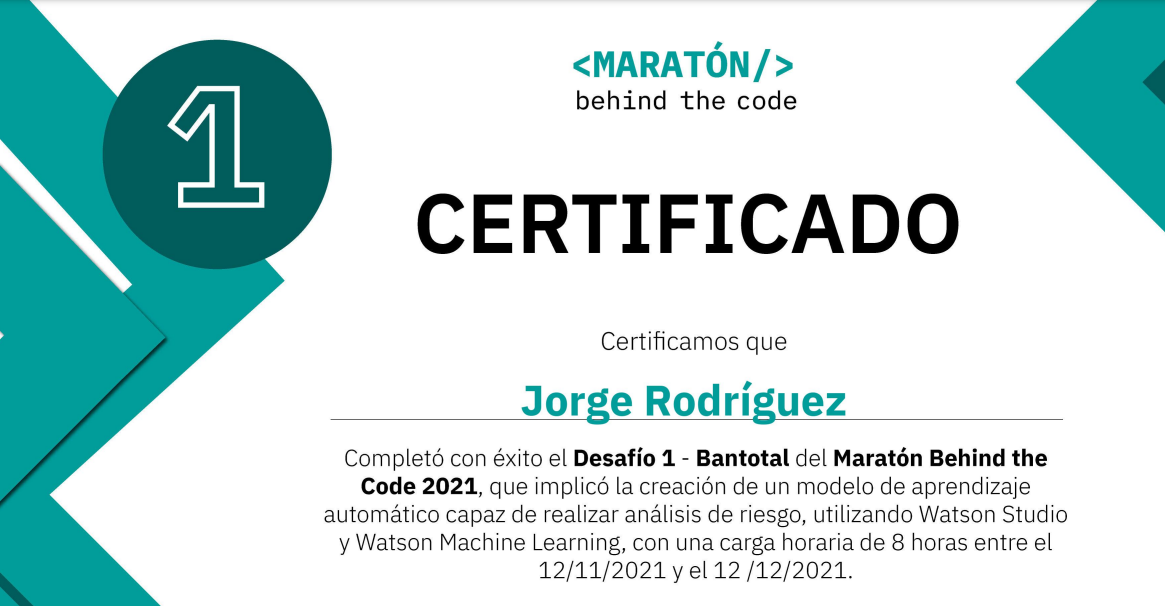 1
<MARATÓN/>
behind the code
CERTIFICADO
Certificamos que
Jorge Rodríguez
Completó con éxito el Desafío 1 - Bantotal del Maratón Behind the
Code 2021, que implicó la creación de un modelo de aprendizaje
automático capaz de realizar análisis de riesgo, utilizando Watson Studio
y Watson Machine Learning, con una carga horaria de 8 horas entre el
12/11/2021 y el 12 /12/2021.